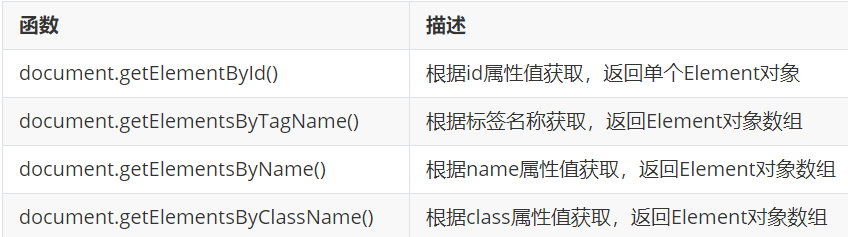 函数 描述
document.getElementById() 根据id属性值获取，返回单个Element对象
document.getElementsByTagName() 根据标签名称获取，返回Element对象数组
document.getElementsByName() 根据name属性值获取，返回Element对象数组
document.getElementsByClassName() 根据class属性值获取，返回Element对象数组